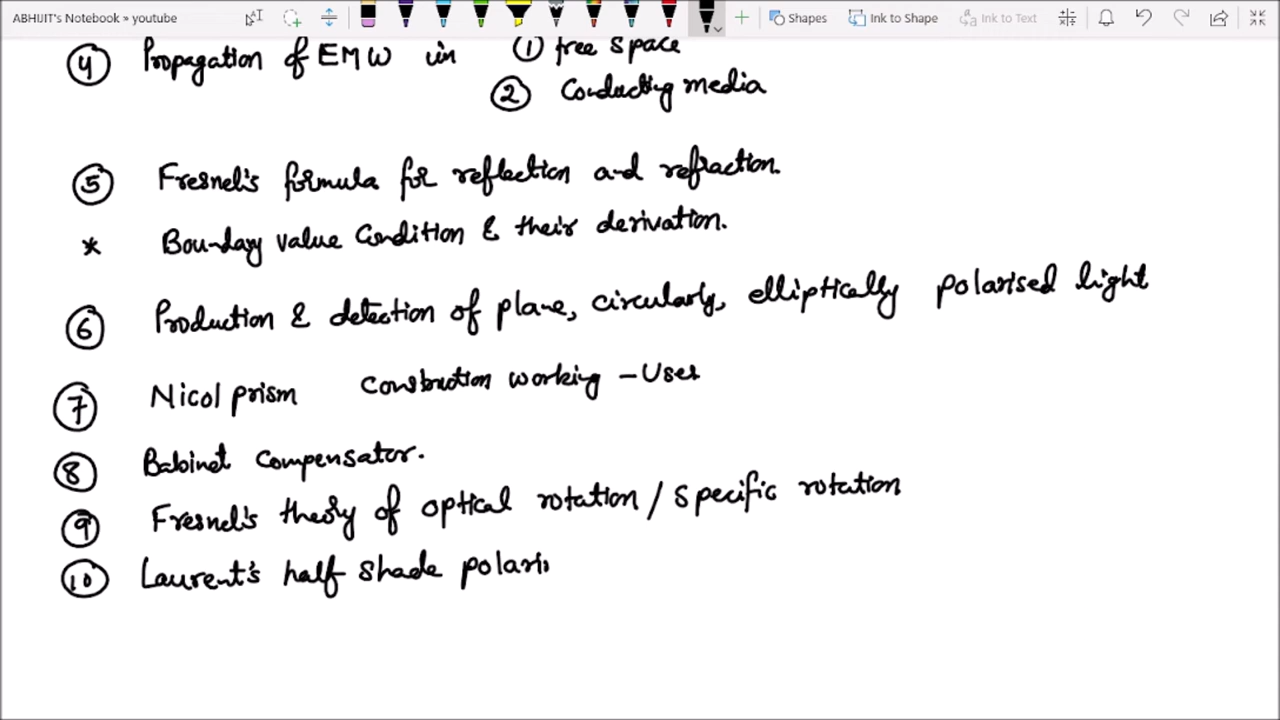 ABHIJIT's Notebook » youtube
Shapes
Ink to Shape
Ink to Text
4 Propagation of EMW in 1 free space
2 Conducting media
5 Fresnel's formula for reflection and refraction.
* Boundary value Condition & their derivation.
6 Production & detection of plane, circularly, elliptically polarised light
7 Nicol prism Construction working - Uses
8 Babinet Compensator.
9 Fresnel's theory of optical rotation / specific rotation
10 Laurent's half shade polari